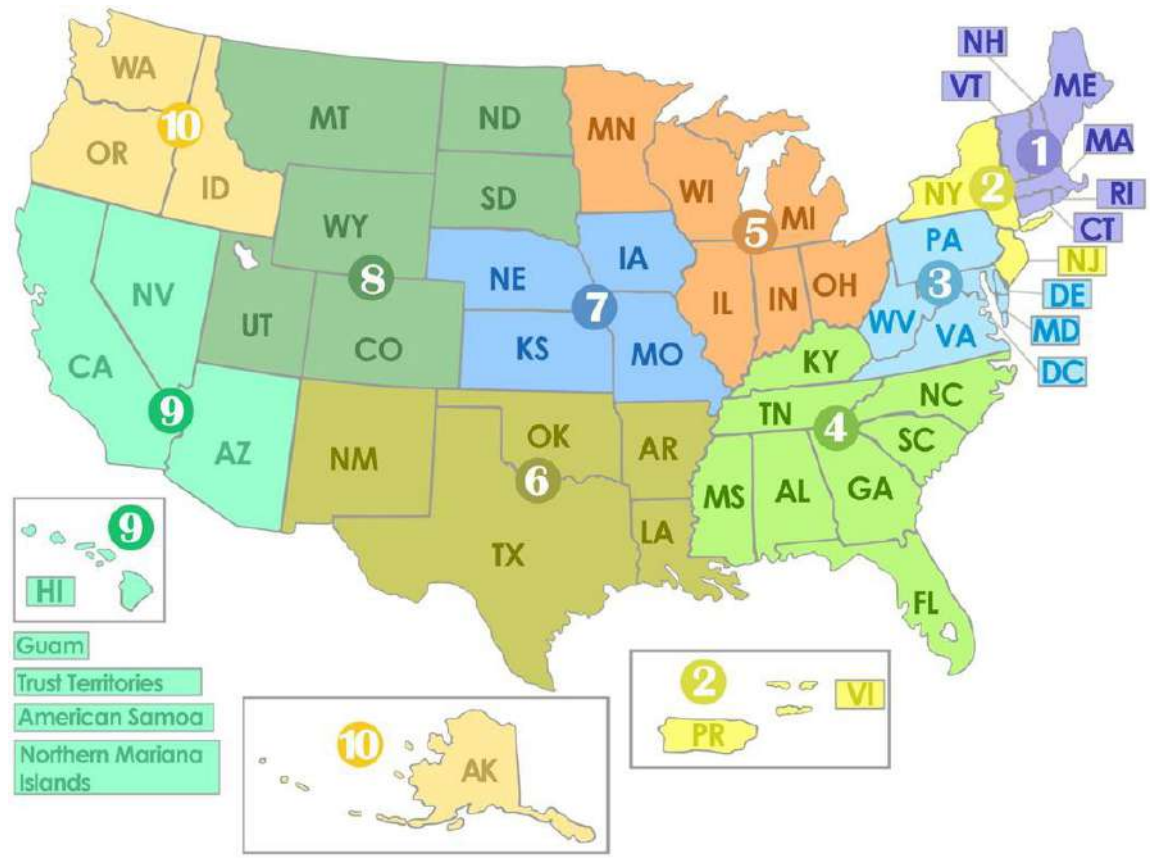 NH
VT
ME
WA
MT
ND
MN
10
OR
ID
SD
WI
MI
5
NY
2
1
MA
RI
CT
WY
8
NE
IA
PA
3
NJ
NV
UT
CO
7
KS
MO
IL
IN
OH
WV
VA
DE
MD
DC
CA
9
AZ
NM
OK
6
AR
KY
TN
4
NC
SC
MS
AL
GA
TX
LA
FL
9
HI
Guam
Trust Territories
American Samoa
Northern Mariana
Islands
10
AK
2
VI
PR